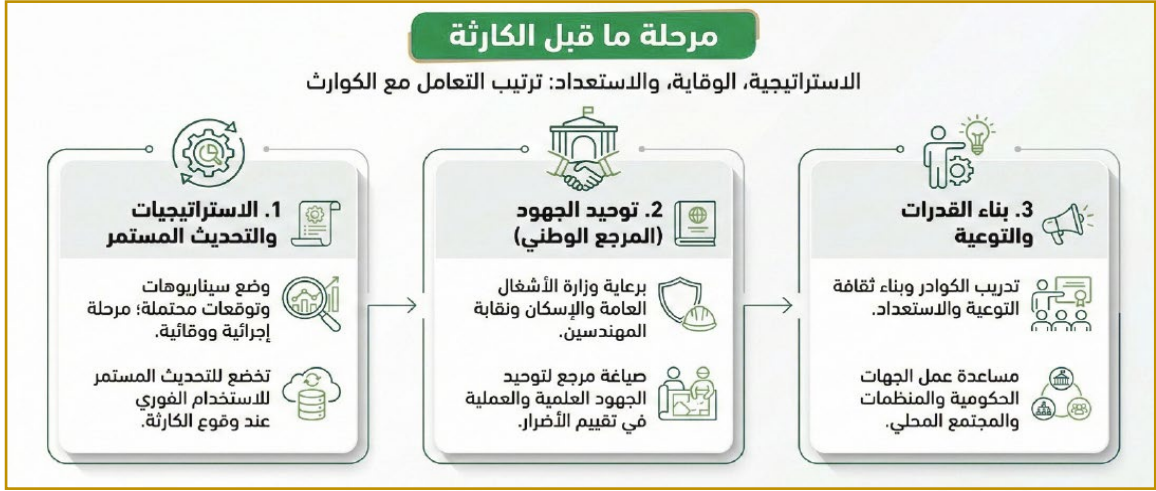 مرحلة ما قبل الكارثة
الاستراتيجية، الوقاية، والاستعداد: ترتيب التعامل مع الكوارث
1. الاستراتيجيات
والتحديث المستمر
وضع سيناريوهات
وتوقعات محتملة؛ مرحلة
إجرائية ووقائية.
تخضع للتحديث المستمر
للاستخدام الفوري
عند وقوع الكارثة.
2. توحيد الجهود
(المرجع الوطني)
برعاية وزارة الأشغال
العامة والإسكان ونقابة
المهندسين.
صياغة مرجع لتوحيد
الجهود العلمية والعملية
في تقييم الأضرار.
3. بناء القدرات
والتوعية
تدريب الكوادر وبناء ثقافة
التوعية والاستعداد.
مساعدة عمل الجهات
الحكومية والمنظمات
والمجتمع المحلي.